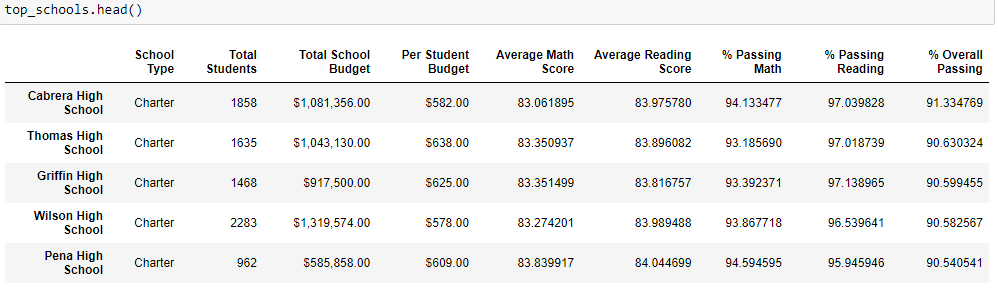 top_schools.head()
School Type Total Students Total School Budget Per Student Budget Average Math Score Average Reading Score % Passing Math % Passing Reading % Overall Passing
Cabrera High School Charter 1858 $1,081,356.00 $582.00 83.061895 83.975780 94.133477 97.039828 91.334769
Thomas High School Charter 1635 $1,043,130.00 $638.00 83.350937 83.896082 93.185690 97.018739 90.630324
Griffin High School Charter 1468 $917,500.00 $625.00 83.351499 83.816757 93.392371 97.138965 90.599455
Wilson High School Charter 2283 $1,319,574.00 $578.00 83.274201 83.989488 93.867718 96.539641 90.582567
Pena High School Charter 962 $585,858.00 $609.00 83.839917 84.044699 94.594595 95.945946 90.540541